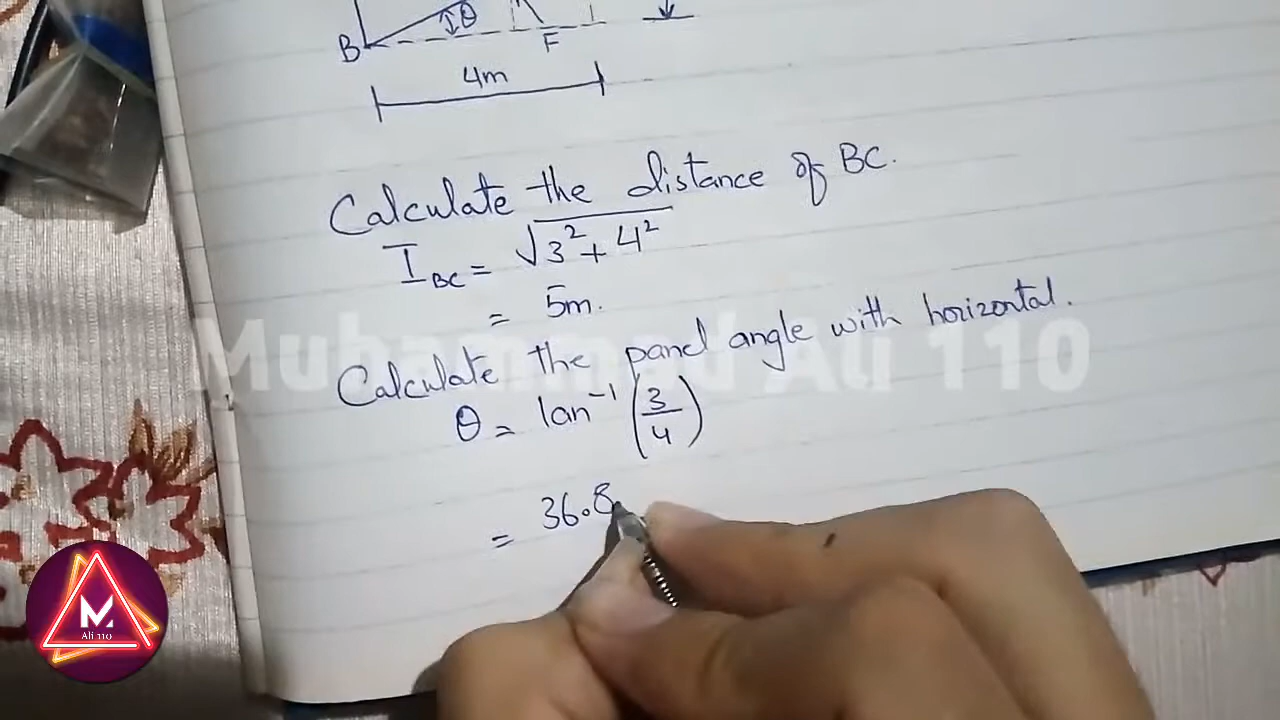 θ
B
F
4m
Calculate the distance of BC.
I BC = √3²+4²
= 5m.
Muhammad Ali 110
Calculate the panel angle with horizontal.
θ = tan⁻¹ (3/4)
= 36.8
M
Ali 110